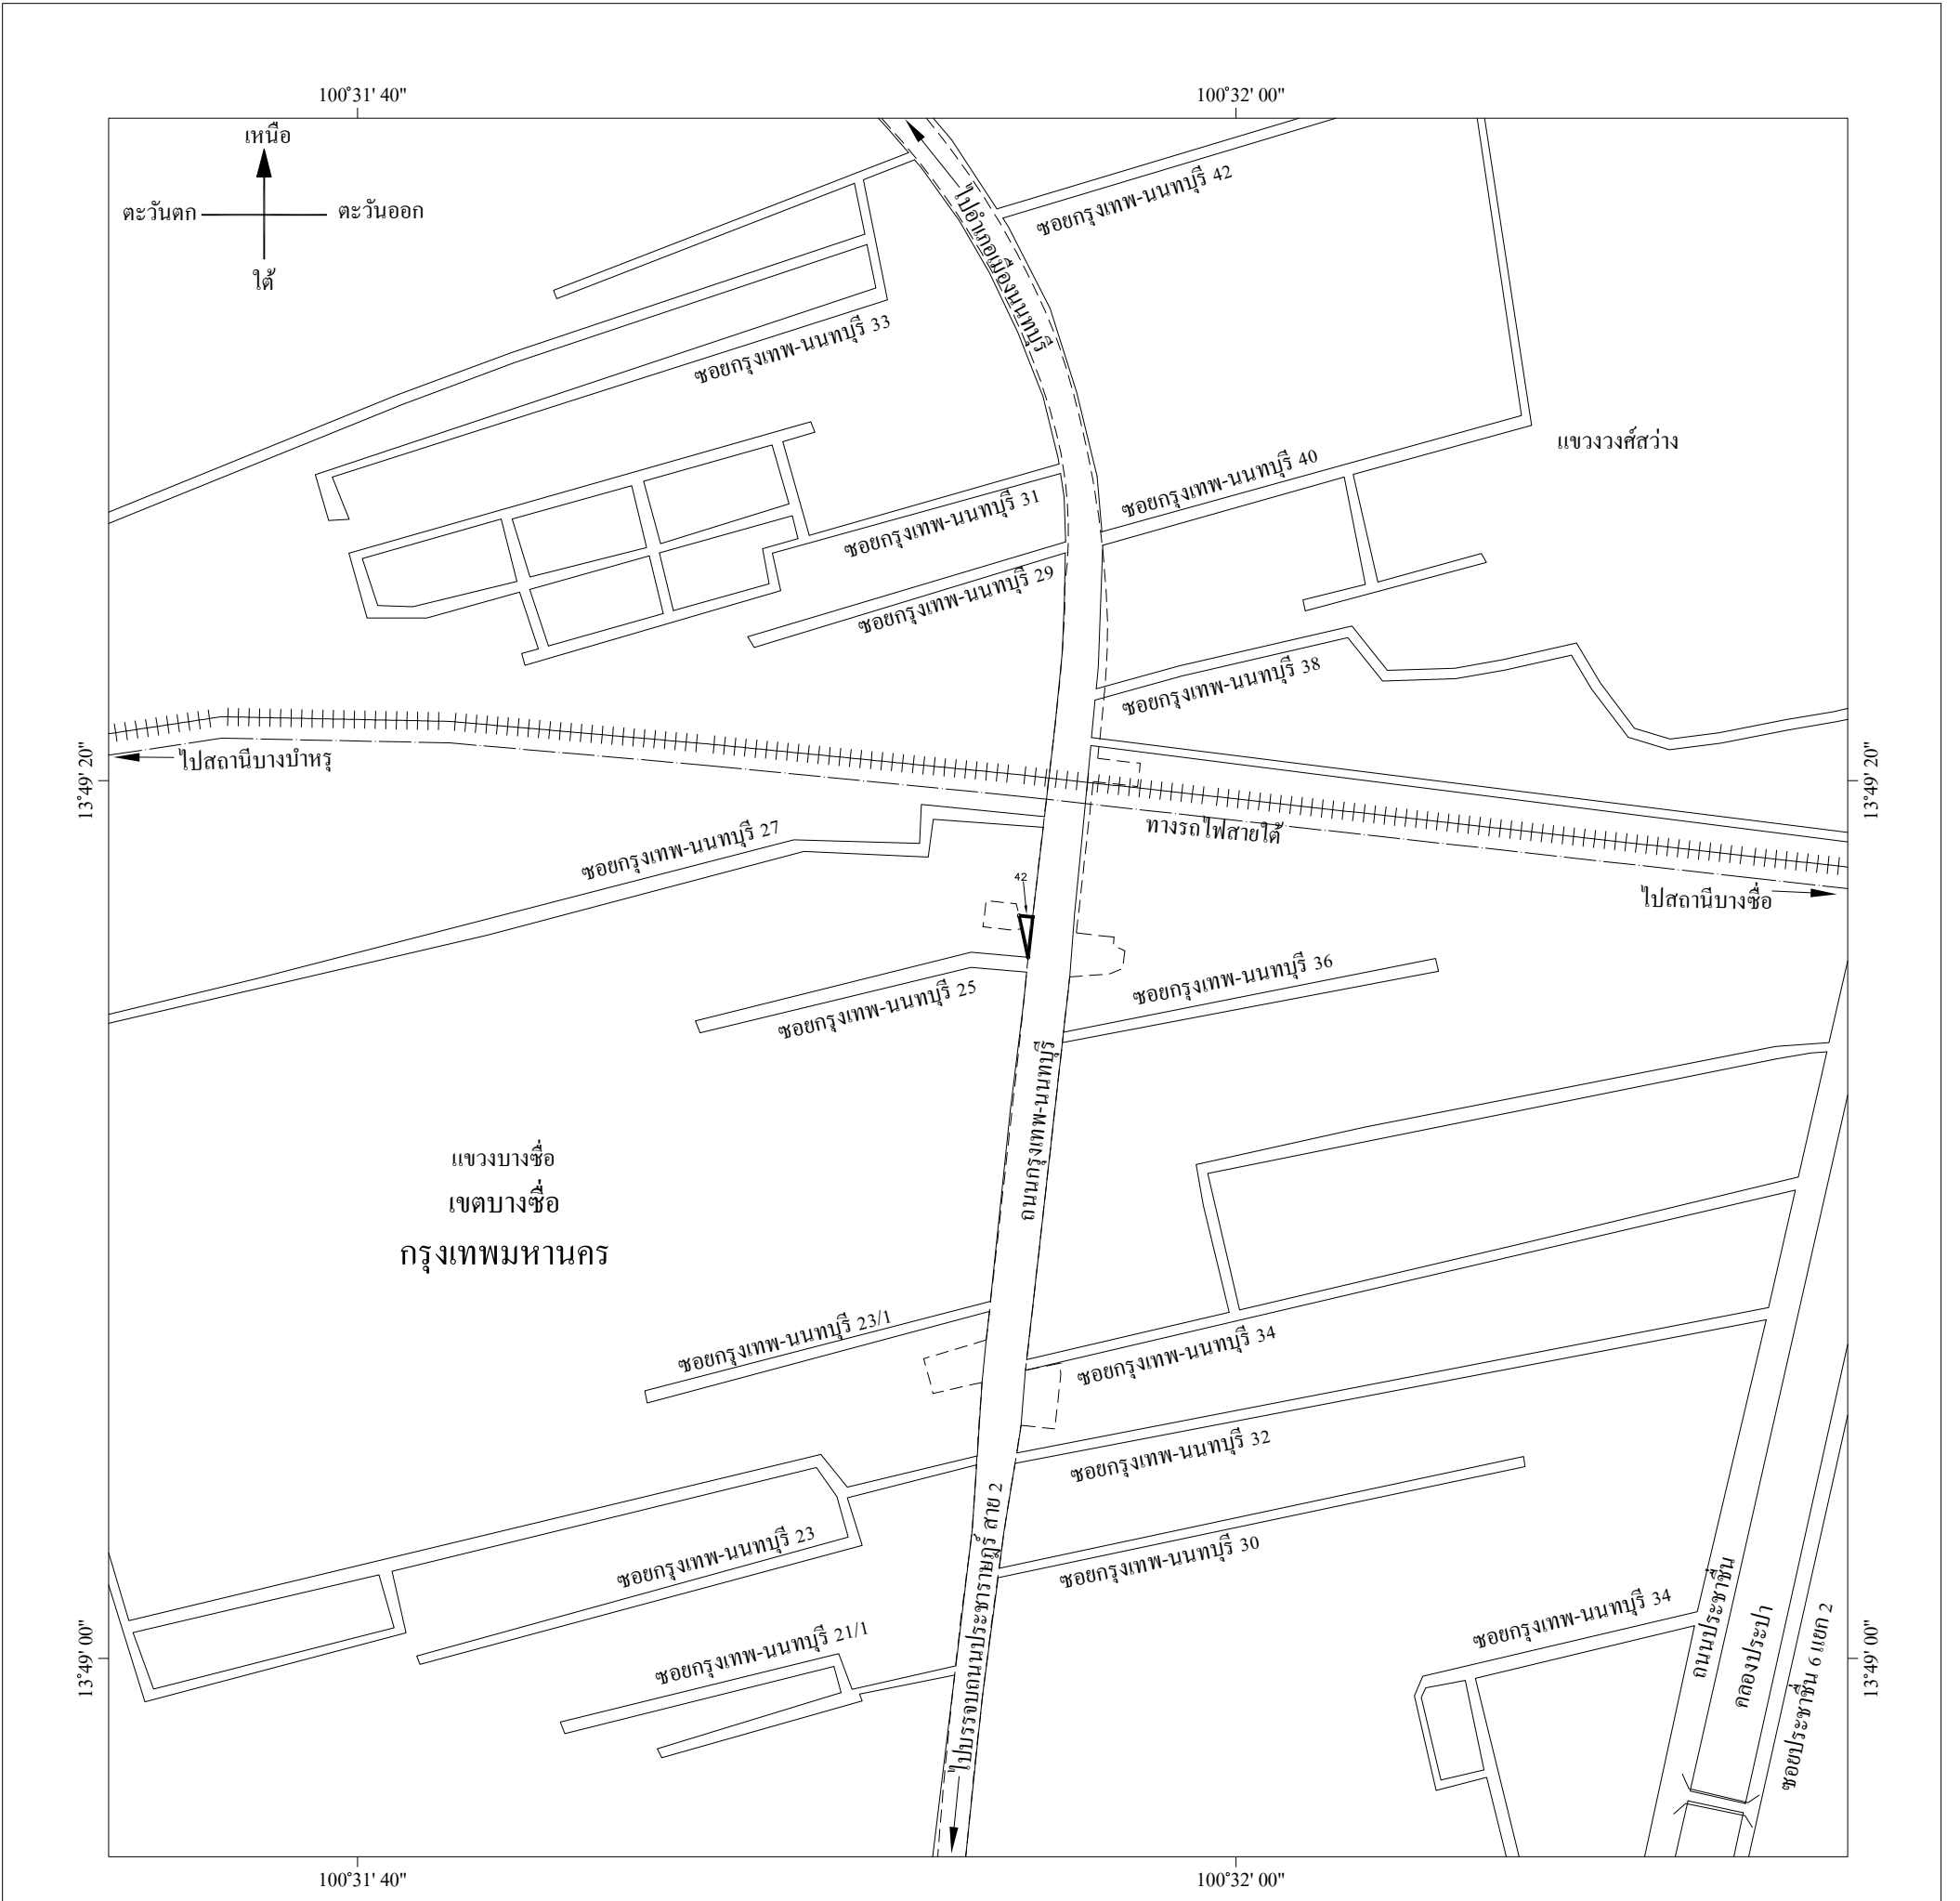 100°31' 40"
100°32' 00"
เหนือ
ตะวันตก
ตะวันออก
ใต้
ซอยกรุงเทพ-นนทบุรี 42
ไปอำเภอเมืองนนทบุรี
ซอยกรุงเทพ-นนทบุรี 33
แขวงวงศ์สว่าง
ซอยกรุงเทพ-นนทบุรี 40
ซอยกรุงเทพ-นนทบุรี 31
ซอยกรุงเทพ-นนทบุรี 29
ซอยกรุงเทพ-นนทบุรี 38
13°49' 20"
ไปสถานีบางบำหรุ
13°49' 20"
ทางรถไฟสายใต้
ซอยกรุงเทพ-นนทบุรี 27
42
ไปสถานีบางซื่อ
ซอยกรุงเทพ-นนทบุรี 36
ซอยกรุงเทพ-นนทบุรี 25
ถนนกรุงเทพ-นนทบุรี
แขวงบางซื่อ
เขตบางซื่อ
กรุงเทพมหานคร
ซอยกรุงเทพ-นนทบุรี 23/1
ซอยกรุงเทพ-นนทบุรี 34
ซอยกรุงเทพ-นนทบุรี 32
ซอยกรุงเทพ-นนทบุรี 23
ซอยกรุงเทพ-นนทบุรี 30
ไปบรรจบถนนประชาราษฎร์ สาย 2
ซอยกรุงเทพ-นนทบุรี 34
ถนนประชาชื่น
คลองประปา
ซอยประชาชื่น 6 แยก 2
13°49' 00"
ซอยกรุงเทพ-นนทบุรี 21/1
13°49' 00"
100°31' 40"
100°32' 00"